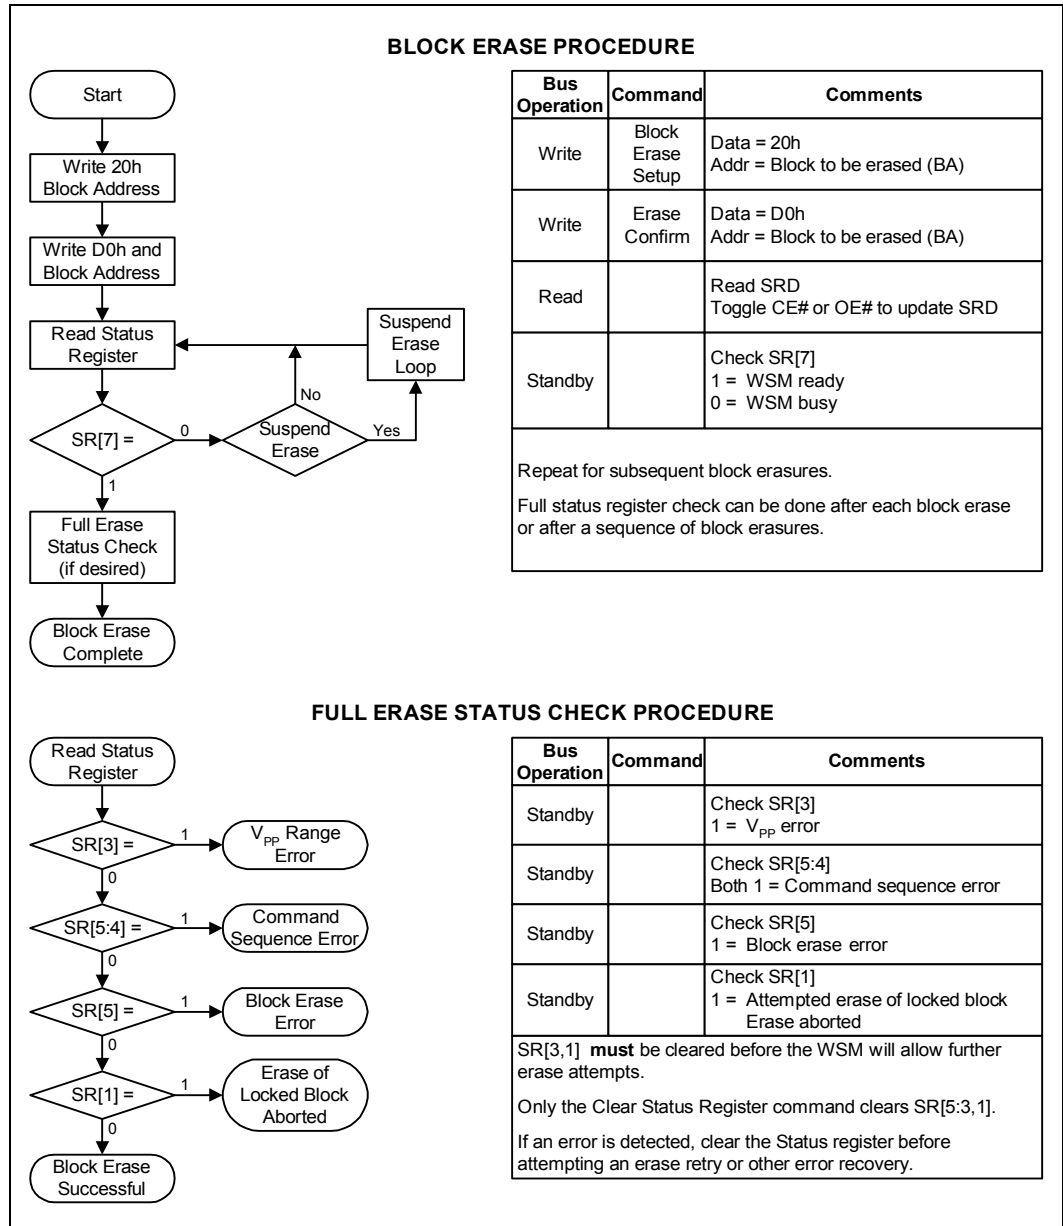 BLOCK ERASE PROCEDURE
Start
Write 20h
Block Address
Write D0h and
Block Address
Read Status
Register
Suspend
Erase
Loop
No
SR[7] =
0
Suspend
Erase
Yes
1
Full Erase
Status Check
(if desired)
Block Erase
Complete
Bus
Operation
Command
Comments
Write
Block
Erase
Setup
Data = 20h
Addr = Block to be erased (BA)
Write
Erase
Confirm
Data = D0h
Addr = Block to be erased (BA)
Read
Read SRD
Toggle CE# or OE# to update SRD
Standby
Check SR[7]
1 = WSM ready
0 = WSM busy
Repeat for subsequent block erasures.
Full status register check can be done after each block erase
or after a sequence of block erasures.
FULL ERASE STATUS CHECK PROCEDURE
Read Status
Register
SR[3] =
1
VPP Range
Error
0
SR[5:4] =
1
Command
Sequence Error
0
SR[5] =
1
Block Erase
Error
0
SR[1] =
1
Erase of
Locked Block
Aborted
0
Block Erase
Successful
Bus
Operation
Command
Comments
Standby
Check SR[3]
1 = VPP error
Standby
Check SR[5:4]
Both 1 = Command sequence error
Standby
Check SR[5]
1 = Block erase error
Standby
Check SR[1]
1 = Attempted erase of locked block
Erase aborted
SR[3,1] must be cleared before the WSM will allow further
erase attempts.
Only the Clear Status Register command clears SR[5:3,1].
If an error is detected, clear the Status register before
attempting an erase retry or other error recovery.